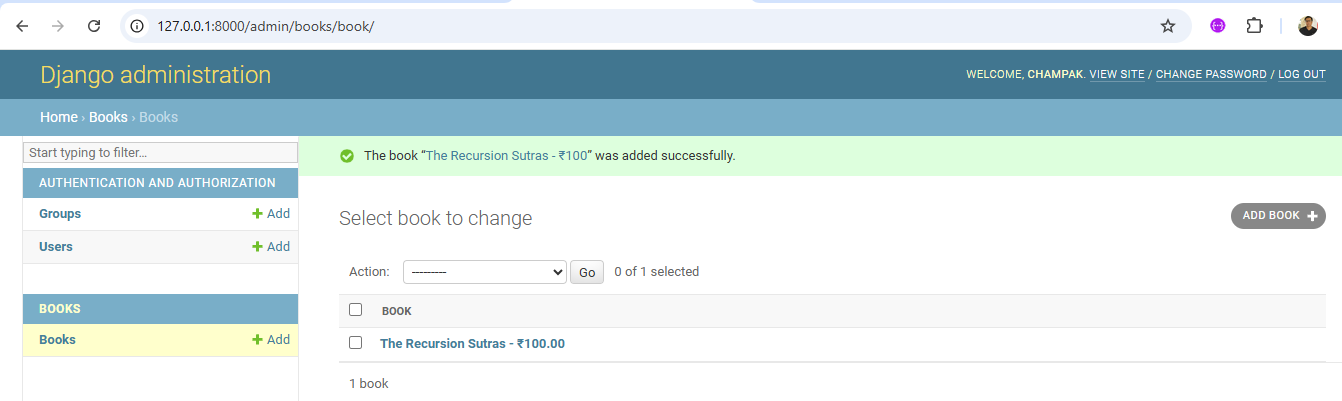 127.0.0.1:8000/admin/books/book/
Django administration
WELCOME, CHAMPAK. VIEW SITE / CHANGE PASSWORD / LOG OUT
Home › Books › Books
Start typing to filter…
The book “The Recursion Sutras - ₹100” was added successfully.
AUTHENTICATION AND AUTHORIZATION
Groups + Add
Users + Add
BOOKS
Books + Add
Select book to change
ADD BOOK +
Action: --------- Go 0 of 1 selected
BOOK
The Recursion Sutras - ₹100.00
1 book